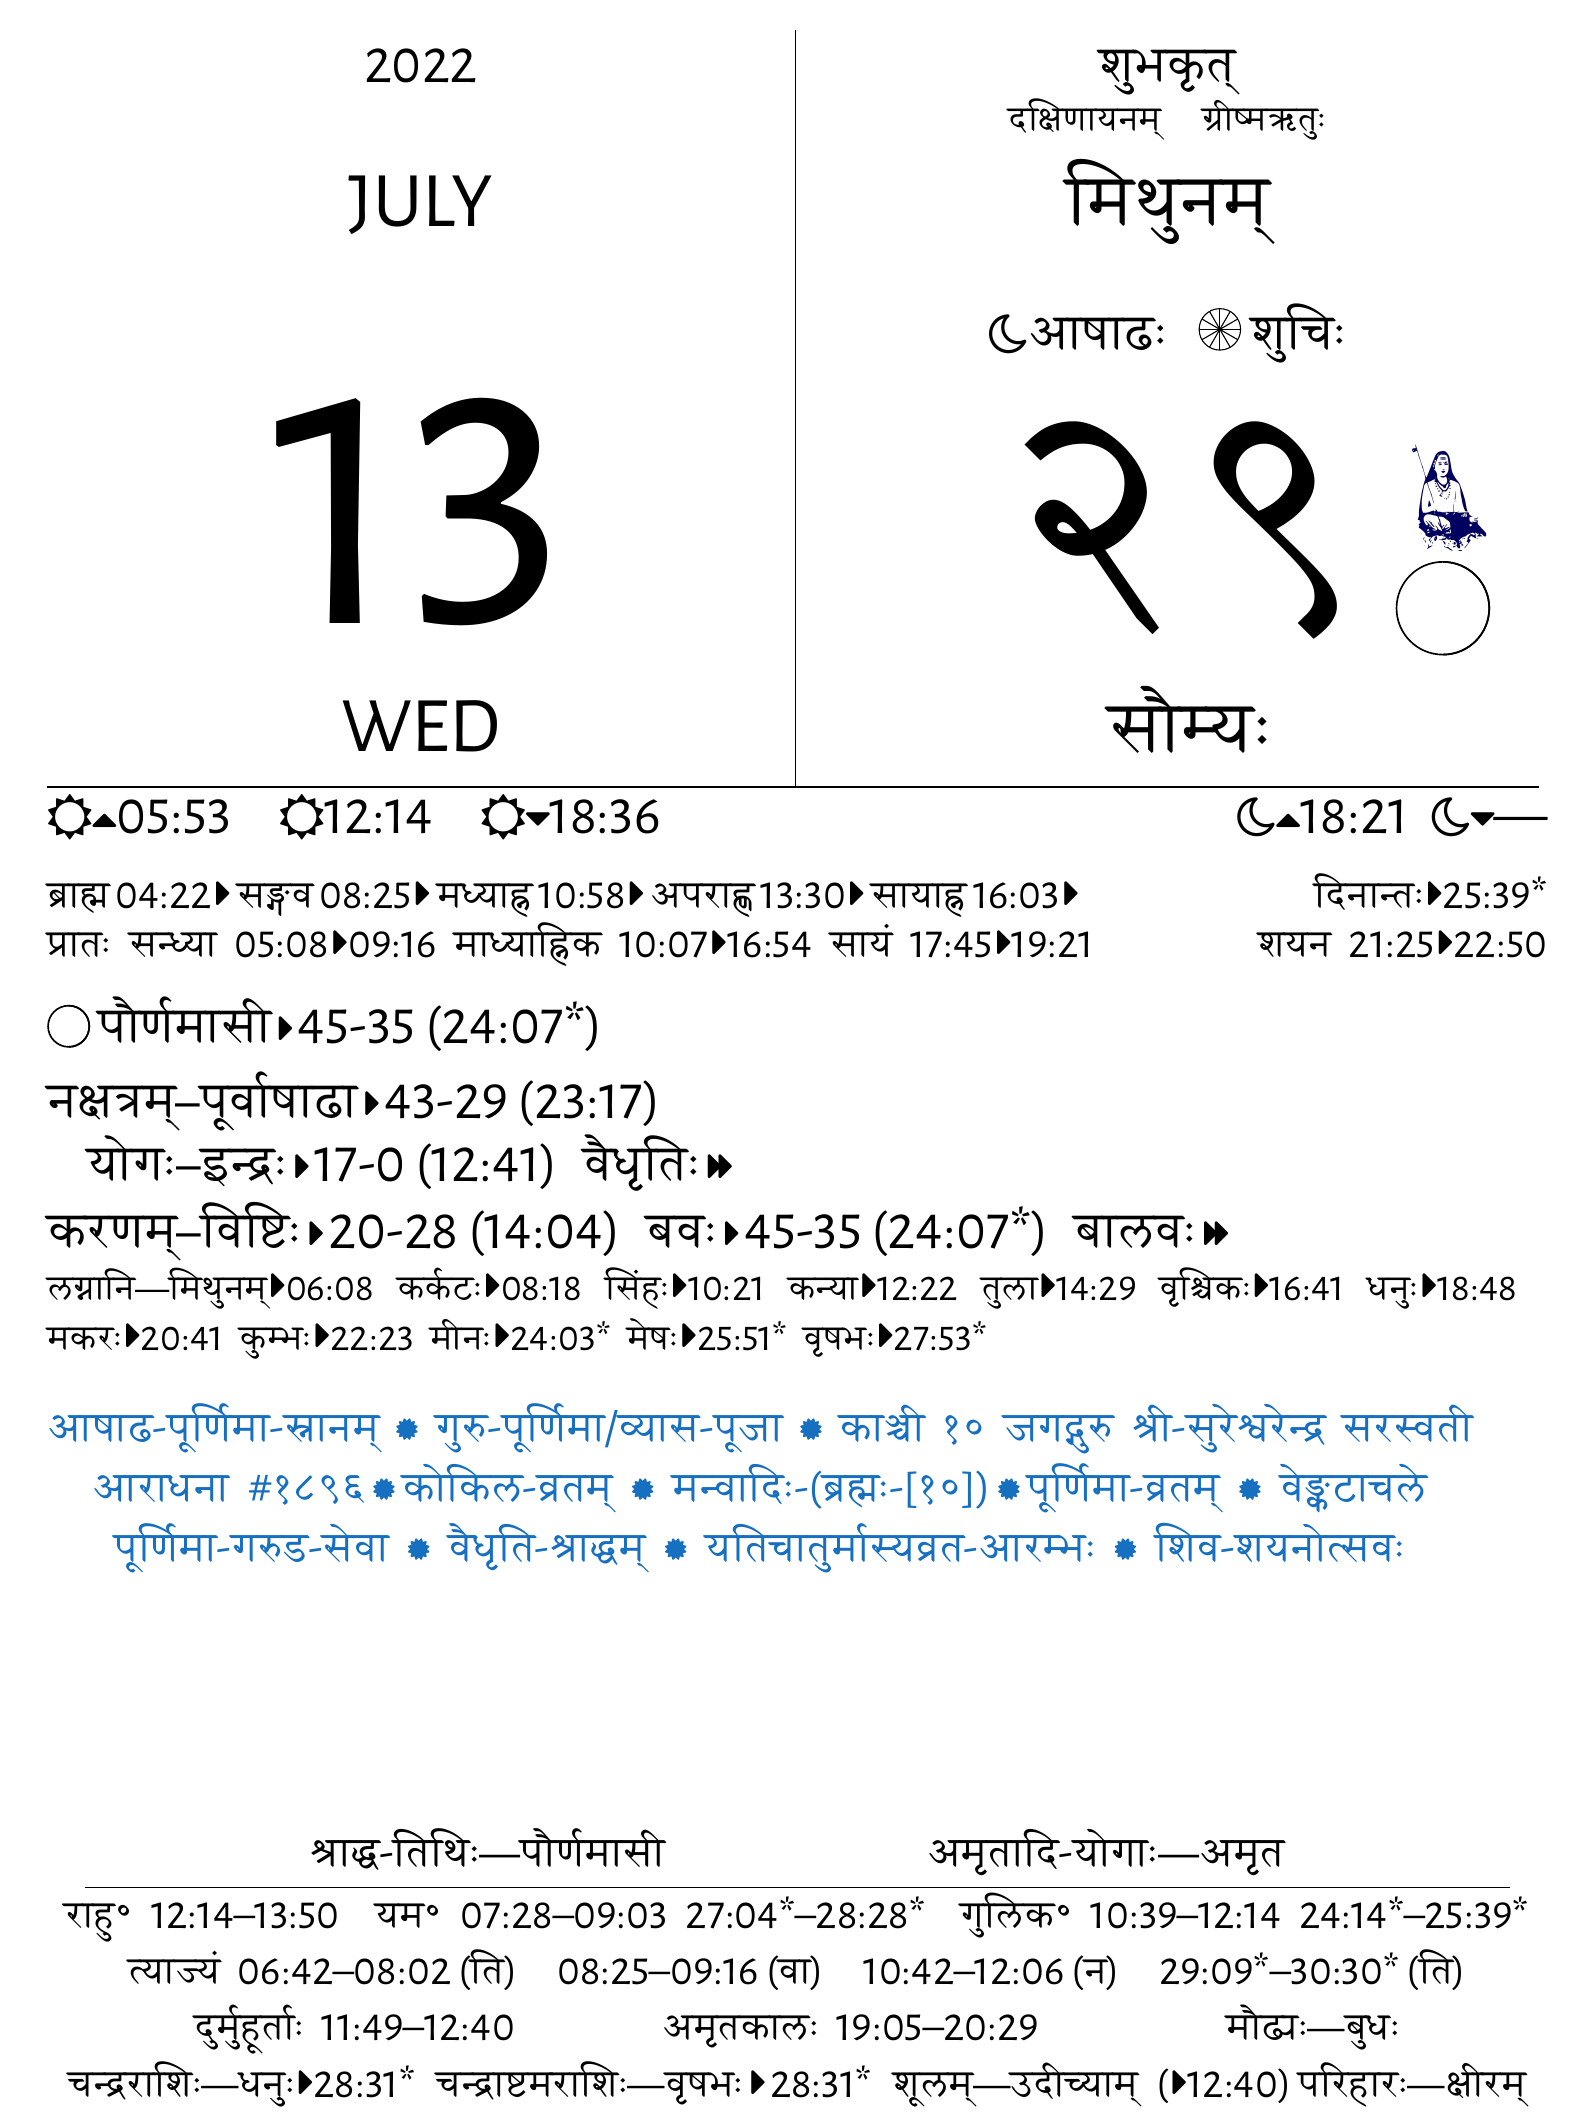 2022
JULY
13
WED
शुभकृत्
दक्षिणायनम् ग्रीष्मऋतुः
मिथुनम्
आषाढः शुचिः
२९
सौम्यः
05:53 12:14 18:36 18:21 —
ब्राह्म 04:22 सङ्गव 08:25 मध्याह्न 10:58 अपराह्ण 13:30 सायाह्न 16:03 दिनान्तः 25:39*
प्रातः सन्ध्या 05:08 09:16 माध्याह्निक 10:07 16:54 सायं 17:45 19:21 शयन 21:25 22:50
पौर्णमासी 45-35 (24:07*)
नक्षत्रम्–पूर्वाषाढा 43-29 (23:17)
योगः–इन्द्रः 17-0 (12:41) वैधृतिः
करणम्–विष्टिः 20-28 (14:04) बवः 45-35 (24:07*) बालवः
लग्नानि—मिथुनम् 06:08 कर्कटः 08:18 सिंहः 10:21 कन्या 12:22 तुला 14:29 वृश्चिकः 16:41 धनुः 18:48
मकरः 20:41 कुम्भः 22:23 मीनः 24:03* मेषः 25:51* वृषभः 27:53*
आषाढ-पूर्णिमा-स्नानम् ✹ गुरु-पूर्णिमा/व्यास-पूजा ✹ काञ्ची १० जगद्गुरु श्री-सुरेश्वरेन्द्र सरस्वती
आराधना #१८९६ ✹ कोकिल-व्रतम् ✹ मन्वादिः-(ब्रह्मः-[१०]) ✹ पूर्णिमा-व्रतम् ✹ वेङ्कटाचले
पूर्णिमा-गरुड-सेवा ✹ वैधृति-श्राद्धम् ✹ यतिचातुर्मास्यव्रत-आरम्भः ✹ शिव-शयनोत्सवः
श्राद्ध-तिथिः—पौर्णमासी अमृतादि-योगाः—अमृत
राहु॰ 12:14–13:50 यम॰ 07:28–09:03 27:04*–28:28* गुलिक॰ 10:39–12:14 24:14*–25:39*
त्याज्यं 06:42–08:02 (ति) 08:25–09:16 (वा) 10:42–12:06 (न) 29:09*–30:30* (ति)
दुर्मुहूर्ताः 11:49–12:40 अमृतकालः 19:05–20:29 मौढ्यः—बुधः
चन्द्रराशिः—धनुः 28:31* चन्द्राष्टमराशिः—वृषभः 28:31* शूलम्—उदीच्याम् (12:40) परिहारः—क्षीरम्